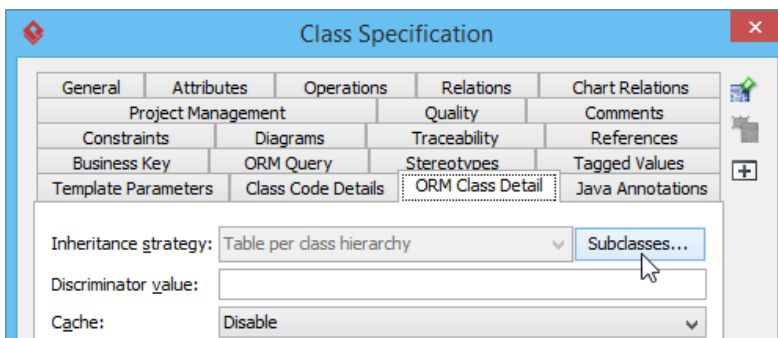 Class Specification
General Attributes Operations Relations Chart Relations
Project Management Quality Comments
Constraints Diagrams Traceability References
Business Key ORM Query Stereotypes Tagged Values
Template Parameters Class Code Details ORM Class Detail Java Annotations
Inheritance strategy: Table per class hierarchy Subclasses...
Discriminator value:
Cache: Disable